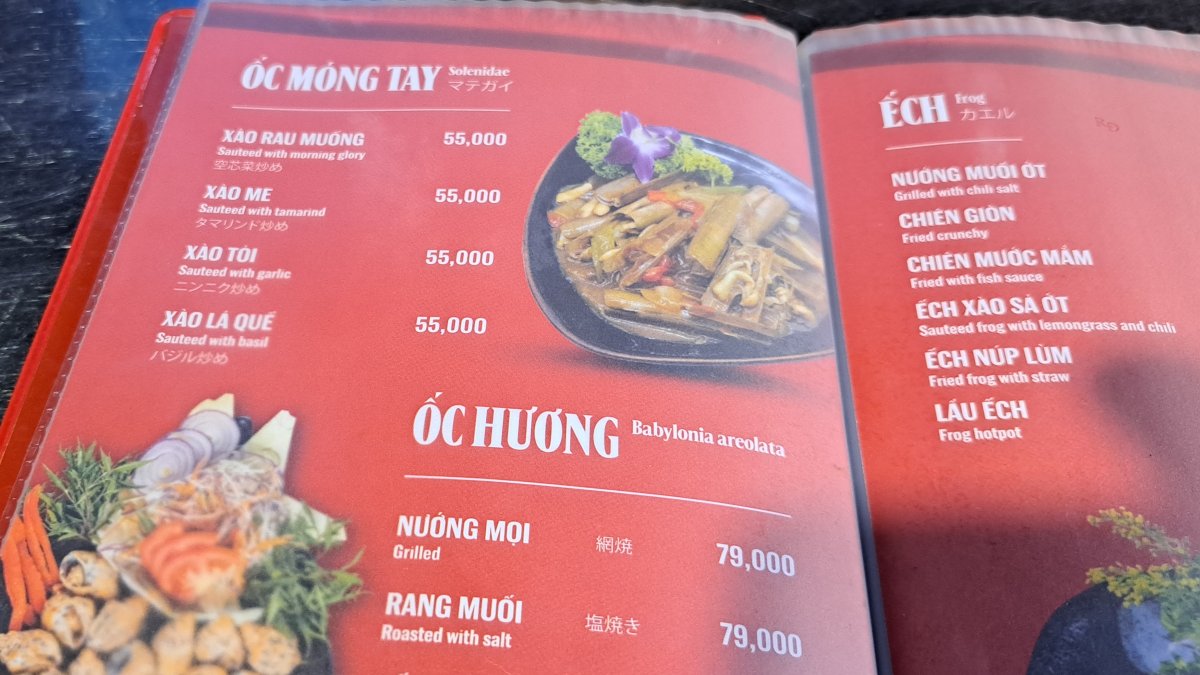 ỐC MÓNG TAY
Solenidae
マテガイ
XÀO RAU MUỐNG 55,000
Sauteed with morning glory
空芯菜炒め
XÀO ME 55,000
Sauteed with tamarind
タマリンド炒め
XÀO TỎI 55,000
Sauteed with garlic
ニンニク炒め
XÀO LÁ QUẾ 55,000
Sauteed with basil
バジル炒め
ỐC HƯƠNG Babylonia areolata
NƯỚNG MỌI 網焼 79,000
Grilled
RANG MUỐI 塩焼き 79,000
Roasted with salt
ẾCH
Frog
カエル
NƯỚNG MUỐI ỚT
Grilled with chili salt
CHIÊN GIÒN
Fried crunchy
CHIÊN MƯỚC MẮM
Fried with fish sauce
ẾCH XÀO SẢ ỚT
Sauteed frog with lemongrass and chili
ẾCH NÚP LÙM
Fried frog with straw
LẨU ẾCH
Frog hotpot